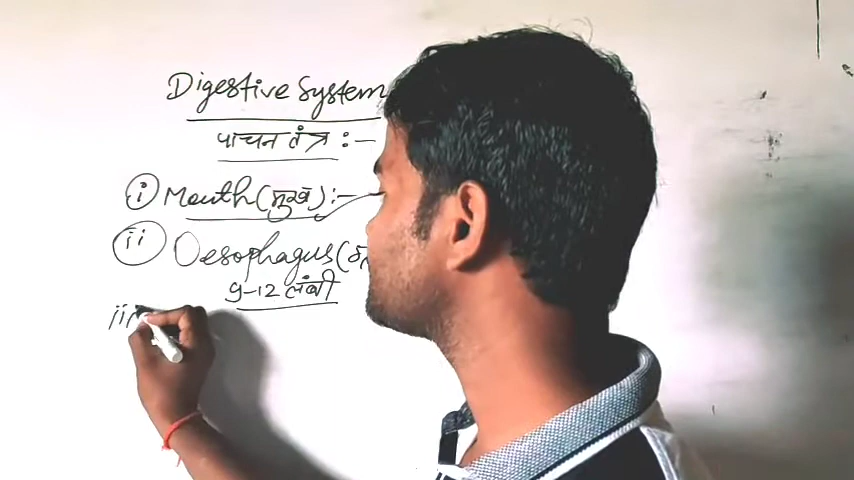 Digestive System
पाचन तंत्र :-
(i) Mouth (मुख) :-
(ii) Oesophagus (
9-12 लंबी
iii